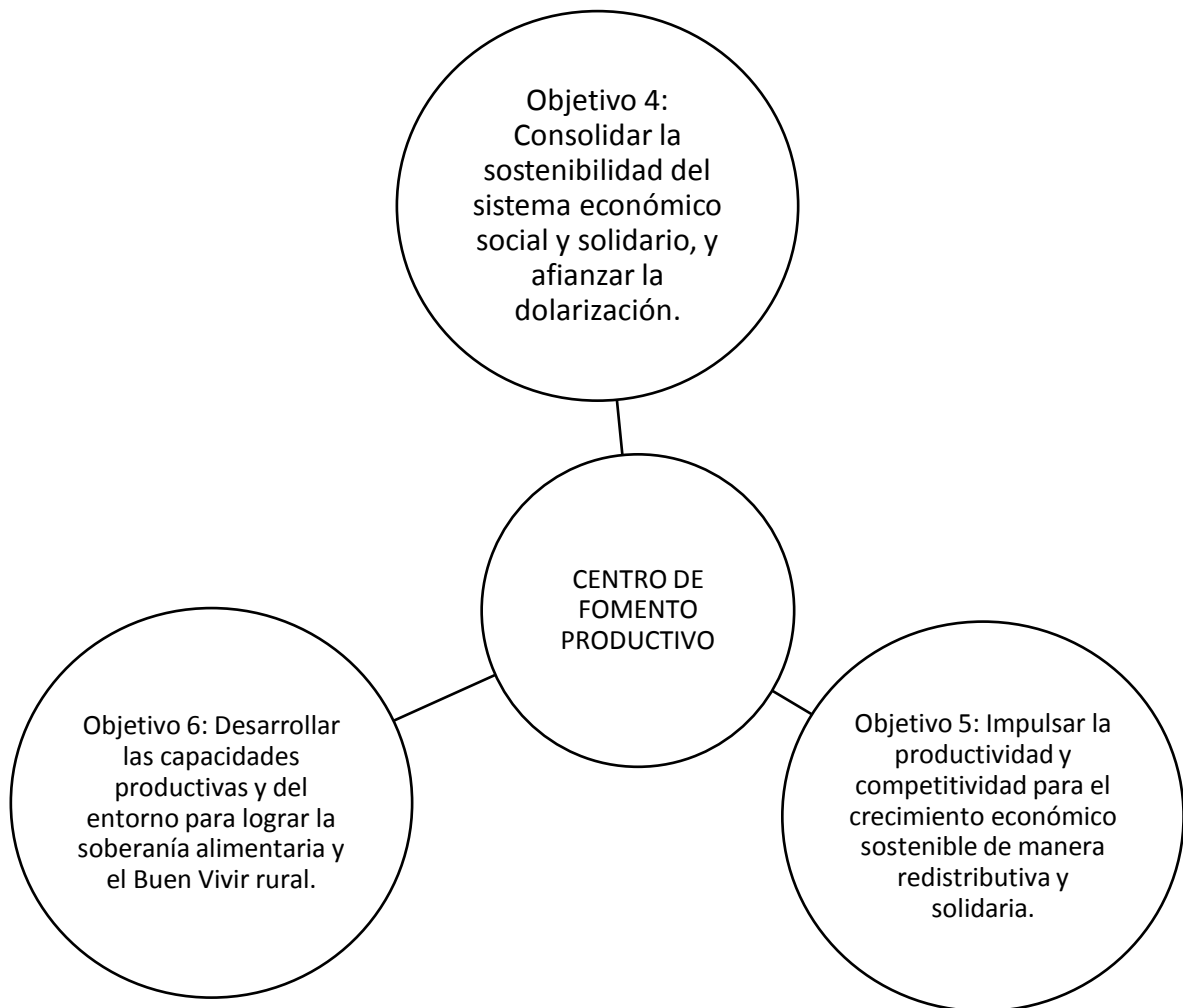 Objetivo 4:
Consolidar la
sostenibilidad del
sistema económico
social y solidario, y
afianzar la
dolarización.
CENTRO DE
FOMENTO
PRODUCTIVO
Objetivo 6: Desarrollar
las capacidades
productivas y del
entorno para lograr la
soberanía alimentaria y
el Buen Vivir rural.
Objetivo 5: Impulsar la
productividad y
competitividad para el
crecimiento económico
sostenible de manera
redistributiva y
solidaria.